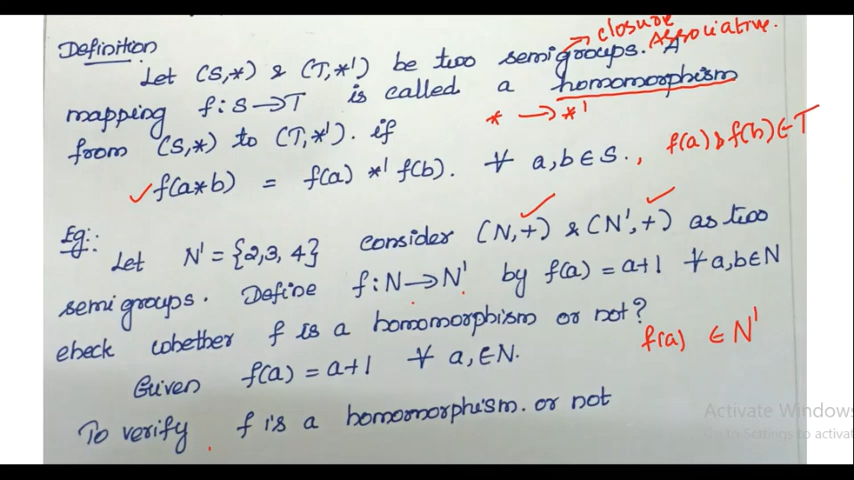 Definition
→ closure
Associative.
Let (S,*) & (T,*') be two semigroups. A
mapping f:S→T is called a homomorphism
* → *'
from (S,*) to (T,*'). if
f(a) & f(b) ∈ T
✓ f(a*b) = f(a) *' f(b). ∀ a,b ∈ S.,
Eg:.
Let N' = {2,3,4} consider (N,+) & (N',+) as two
semigroups. Define f:N→N' by f(a) = a+1 ∀ a,b ∈ N
check whether f is a homomorphism or not?
f(a) ∈ N'
Given f(a) = a+1 ∀ a, ∈ N.
To verify f is a homomorphism. or not
Activate Windows
Go to Settings to activat